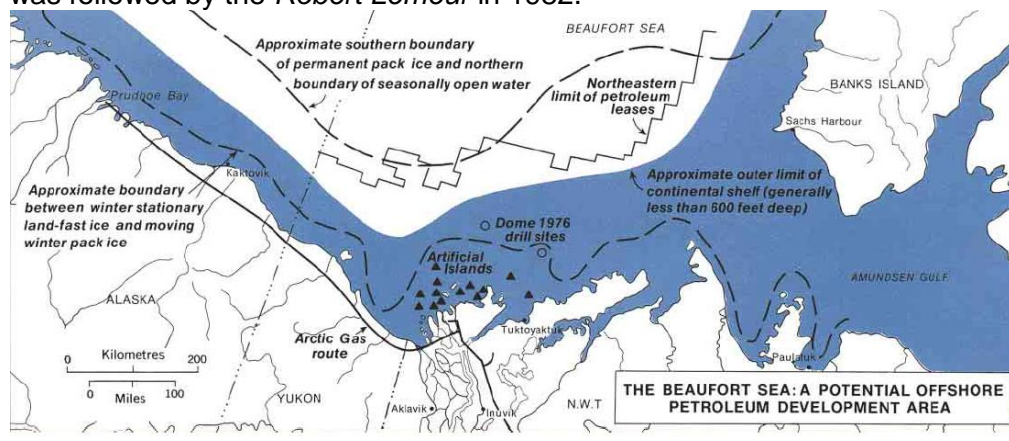 was followed by the Robert Lemeur in 1982.
BEAUFORT SEA
Approximate southern boundary
of permanent pack ice and northern
boundary of seasonally open water
Northeastern
limit of petroleum
leases
BANKS ISLAND
Sachs Harbour
Prudhoe Bay
Kaktovik
Approximate boundary
between winter stationary
land-fast ice and moving
winter pack ice
Approximate outer limit of
continental shelf (generally
less than 600 feet deep)
Dome 1976
drill sites
Artificial
Islands
AMUNDSEN GULF
ALASKA
Arctic Gas
route
Tuktoyaktuk
Paulatuk
0 Kilometres 200
0 Miles 100
YUKON
Aklavik
Inuvik
N.W.T
THE BEAUFORT SEA: A POTENTIAL OFFSHORE
PETROLEUM DEVELOPMENT AREA